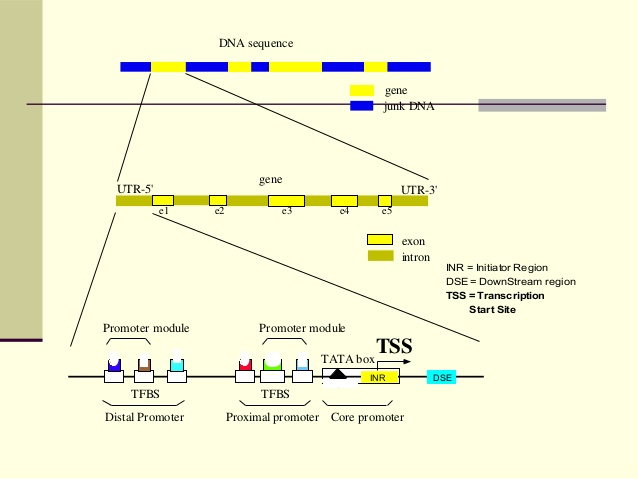 DNA sequence
gene
junk DNA
gene
UTR-5'
UTR-3'
e1 e2 e3 e4 e5
exon
intron
INR = Initiator Region
DSE = DownStream region
TSS = Transcription
Start Site
Promoter module Promoter module
TSS
TATA box
INR DSE
TFBS TFBS
Distal Promoter Proximal promoter Core promoter